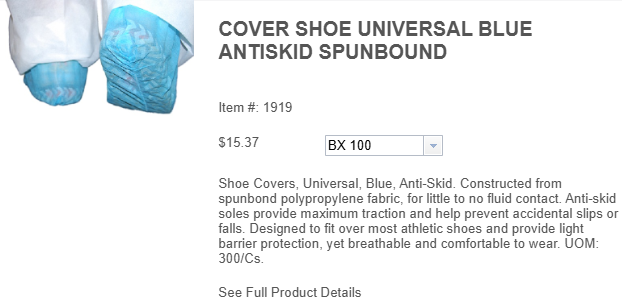 COVER SHOE UNIVERSAL BLUE
ANTISKID SPUNBOUND
Item #: 1919
$15.37
BX 100
Shoe Covers, Universal, Blue, Anti-Skid. Constructed from
spunbond polypropylene fabric, for little to no fluid contact. Anti-skid
soles provide maximum traction and help prevent accidental slips or
falls. Designed to fit over most athletic shoes and provide light
barrier protection, yet breathable and comfortable to wear. UOM:
300/Cs.
See Full Product Details